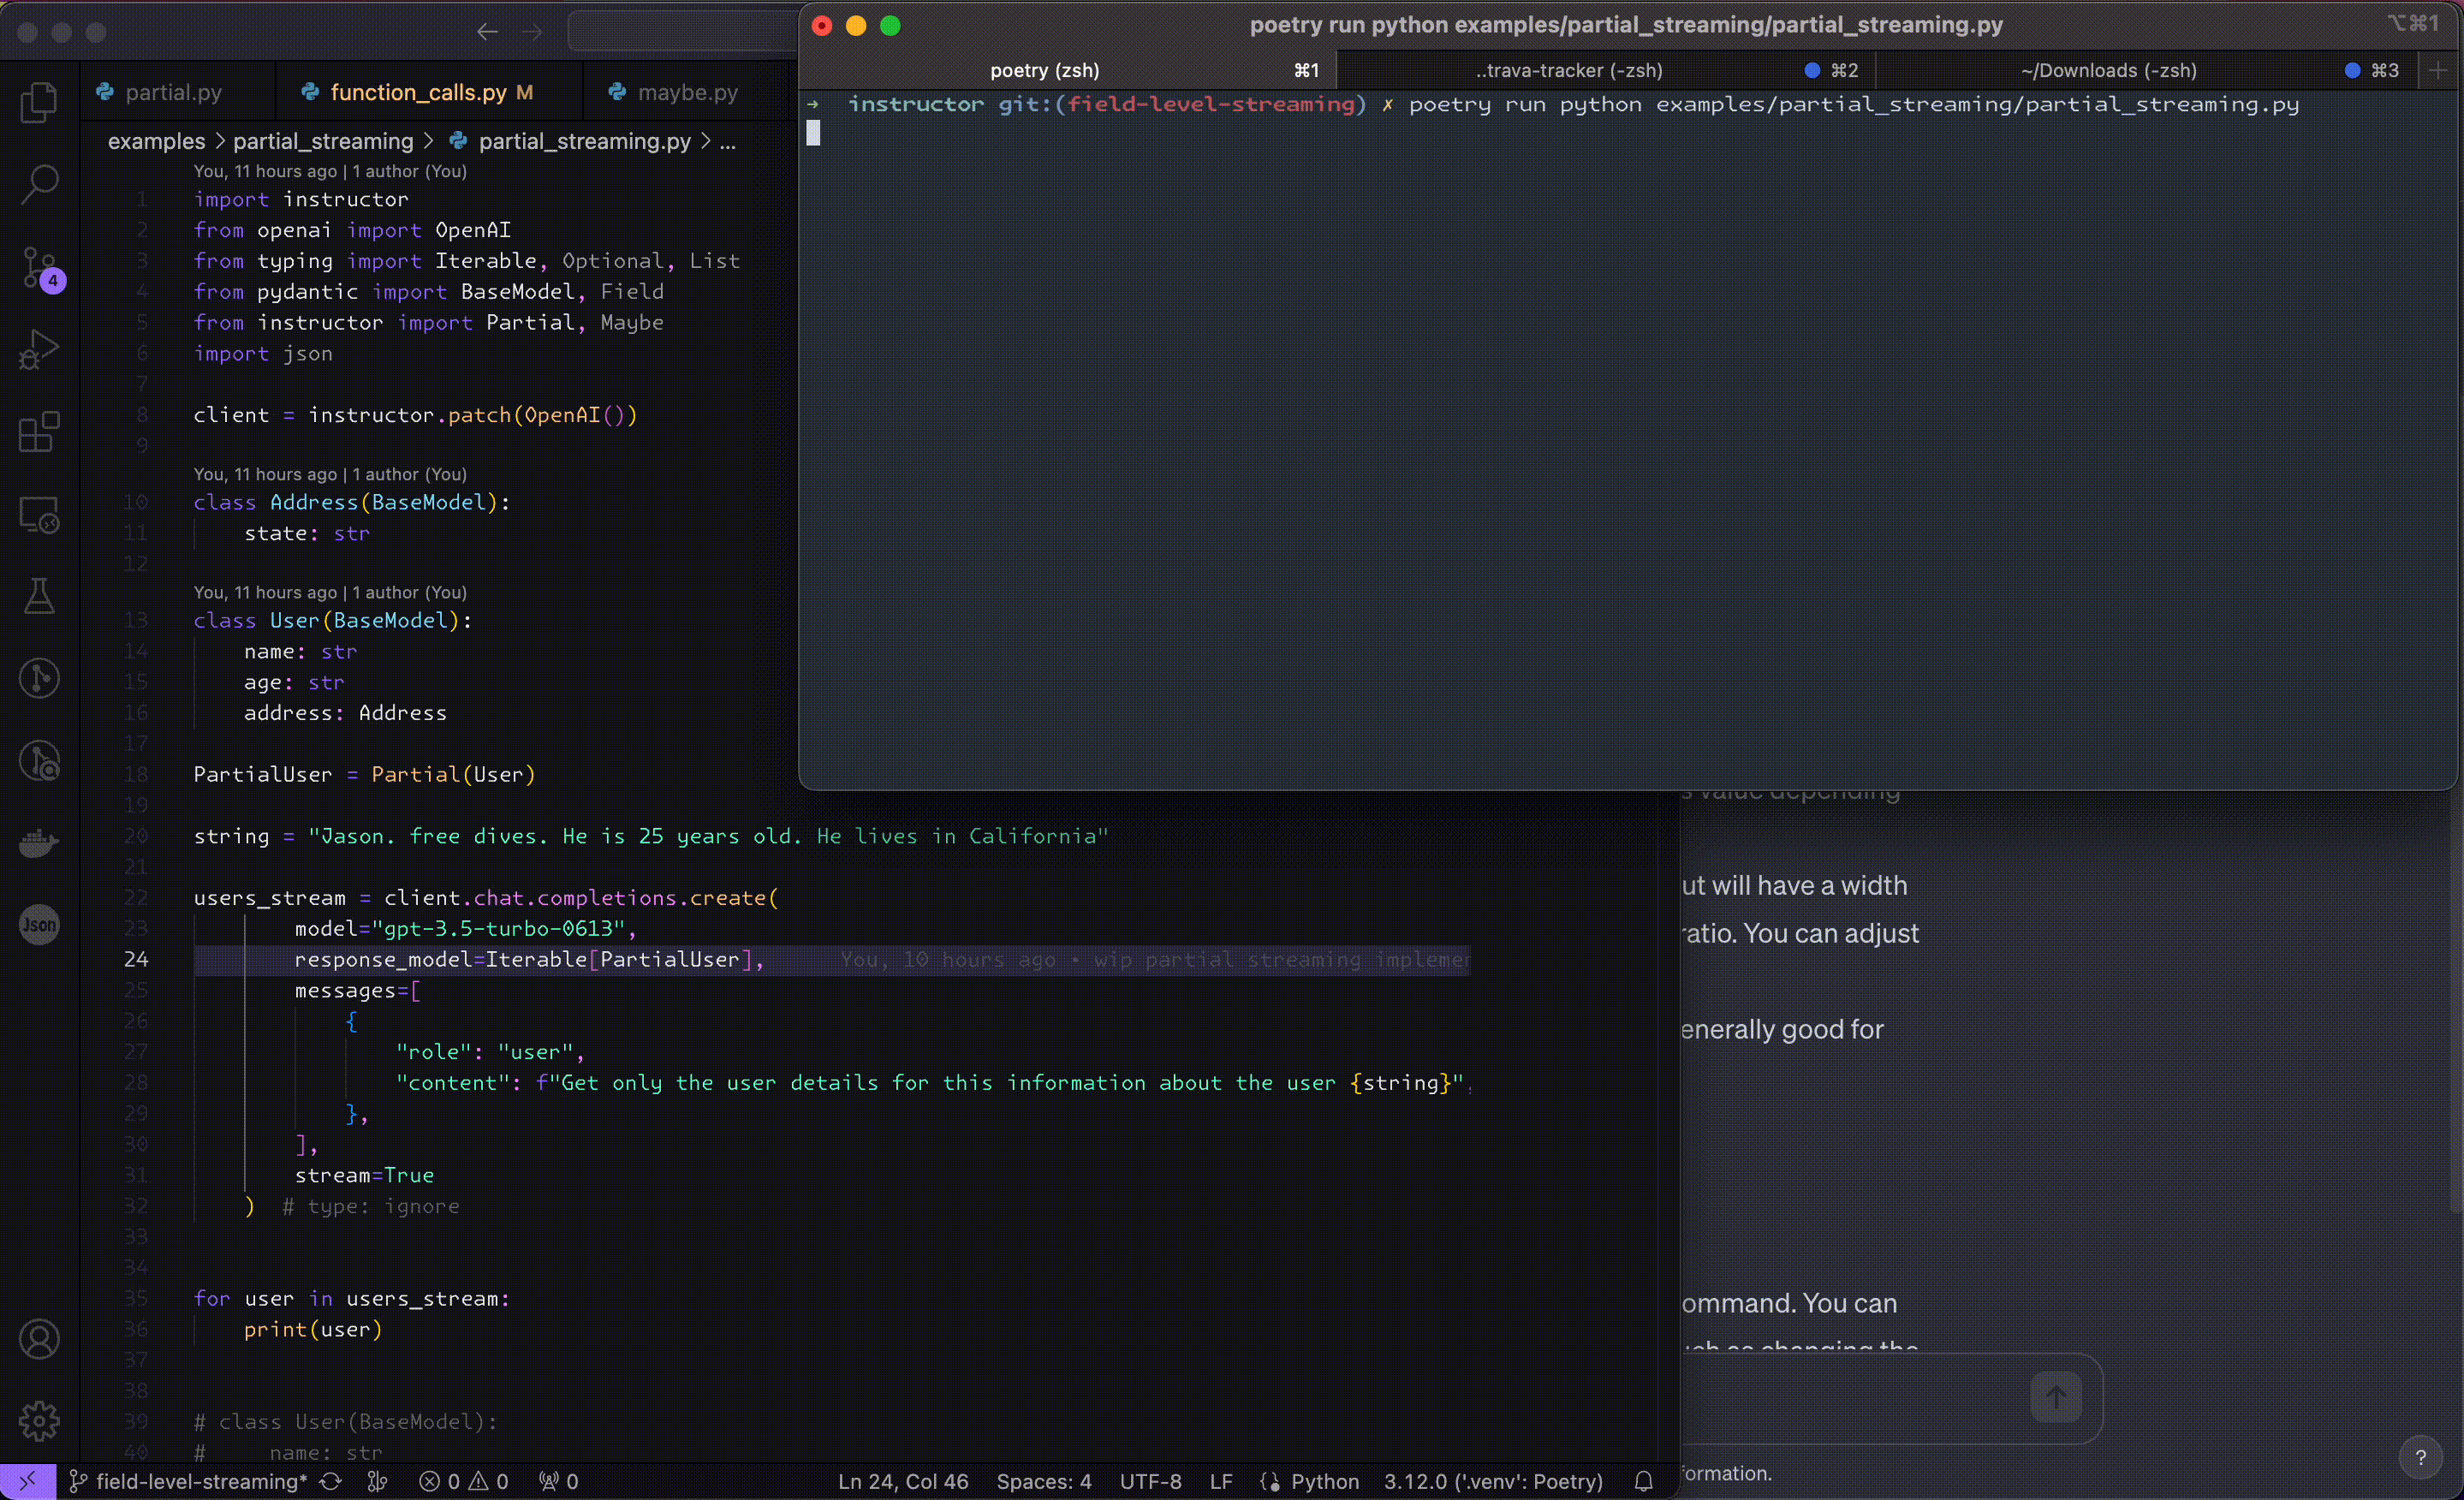 partial.py
function_calls.py M
maybe.py
examples > partial_streaming > partial_streaming.py > ...
You, 11 hours ago | 1 author (You)
1 import instructor
2 from openai import OpenAI
3 from typing import Iterable, Optional, List
4 from pydantic import BaseModel, Field
5 from instructor import Partial, Maybe
6 import json
7
8 client = instructor.patch(OpenAI())
9
You, 11 hours ago | 1 author (You)
10 class Address(BaseModel):
11 state: str
12
You, 11 hours ago | 1 author (You)
13 class User(BaseModel):
14 name: str
15 age: str
16 address: Address
17
18 PartialUser = Partial(User)
19
20 string = "Jason. free dives. He is 25 years old. He lives in California"
21
22 users_stream = client.chat.completions.create(
23 model="gpt-3.5-turbo-0613",
24 response_model=Iterable[PartialUser], You, 10 hours ago • wip partial streaming implemen
25 messages=[
26 {
27 "role": "user",
28 "content": f"Get only the user details for this information about the user {string}",
29 },
30 ],
31 stream=True
32 ) # type: ignore
33
34
35 for user in users_stream:
36 print(user)
37
38
39 # class User(BaseModel):
40 # name: str
4
Json
field-level-streaming* 0 0 0
Ln 24, Col 46 Spaces: 4 UTF-8 LF {} Python 3.12.0 ('.venv': Poetry)
poetry run python examples/partial_streaming/partial_streaming.py ⌥⌘1
poetry (zsh) ⌘1
..trava-tracker (-zsh) ⌘2
~/Downloads (-zsh) ⌘3 +
→ instructor git:(field-level-streaming) ✗ poetry run python examples/partial_streaming/partial_streaming.py
s value depending
ut will have a width
ratio. You can adjust
enerally good for
ommand. You can
ch as changing the
formation.
?